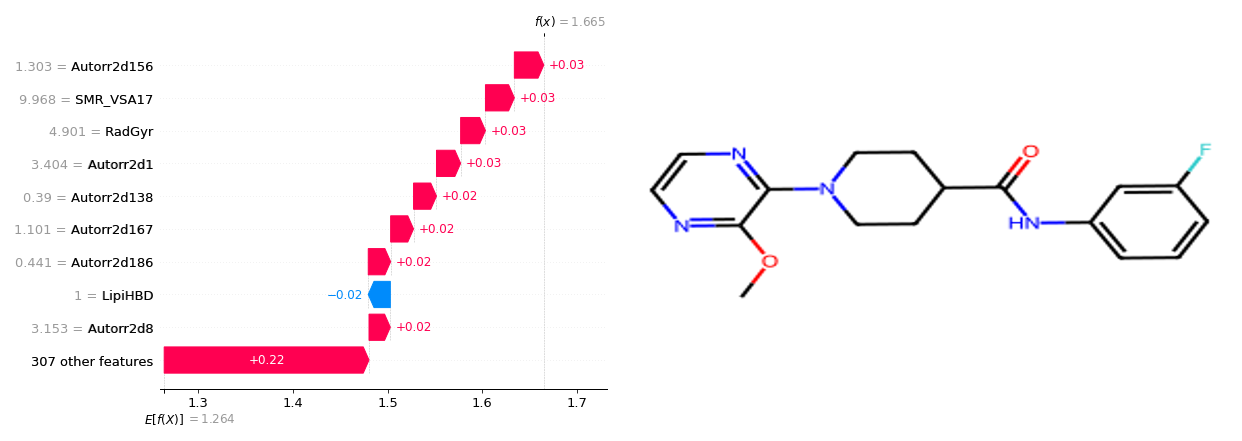 f(x) = 1.665
1.303 = Autorr2d156
+0.03
9.968 = SMR_VSA17
+0.03
4.901 = RadGyr
+0.03
3.404 = Autorr2d1
+0.03
0.39 = Autorr2d138
+0.02
1.101 = Autorr2d167
+0.02
0.441 = Autorr2d186
+0.02
1 = LipiHBD
−0.02
3.153 = Autorr2d8
+0.02
307 other features
+0.22
1.3 1.4 1.5 1.6 1.7
E[f(X)] = 1.264
N
N
N
O
O
HN
F